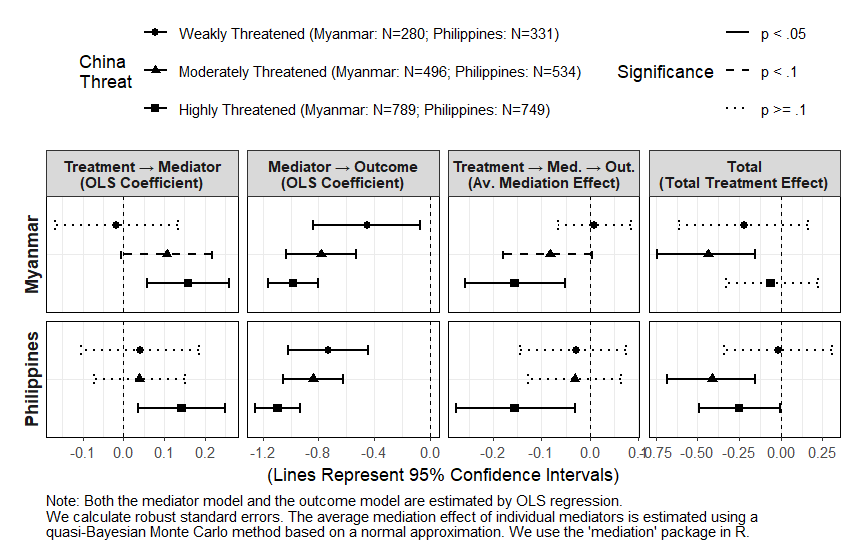 Weakly Threatened (Myanmar: N=280; Philippines: N=331)
China
Threat
Moderately Threatened (Myanmar: N=496; Philippines: N=534)
Highly Threatened (Myanmar: N=789; Philippines: N=749)
Significance
p < .05
p < .1
p >= .1
Treatment → Mediator
(OLS Coefficient)
Mediator → Outcome
(OLS Coefficient)
Treatment → Med. → Out.
(Av. Mediation Effect)
Total
(Total Treatment Effect)
Myanmar
Philippines
-0.1 0.0 0.1 0.2
-1.2 -0.8 -0.4 0.0
-0.2 -0.1 0.0 0.1
-0.75 -0.50 -0.25 0.00 0.25
(Lines Represent 95% Confidence Intervals)
Note: Both the mediator model and the outcome model are estimated by OLS regression.
We calculate robust standard errors. The average mediation effect of individual mediators is estimated using a
quasi-Bayesian Monte Carlo method based on a normal approximation. We use the 'mediation' package in R.